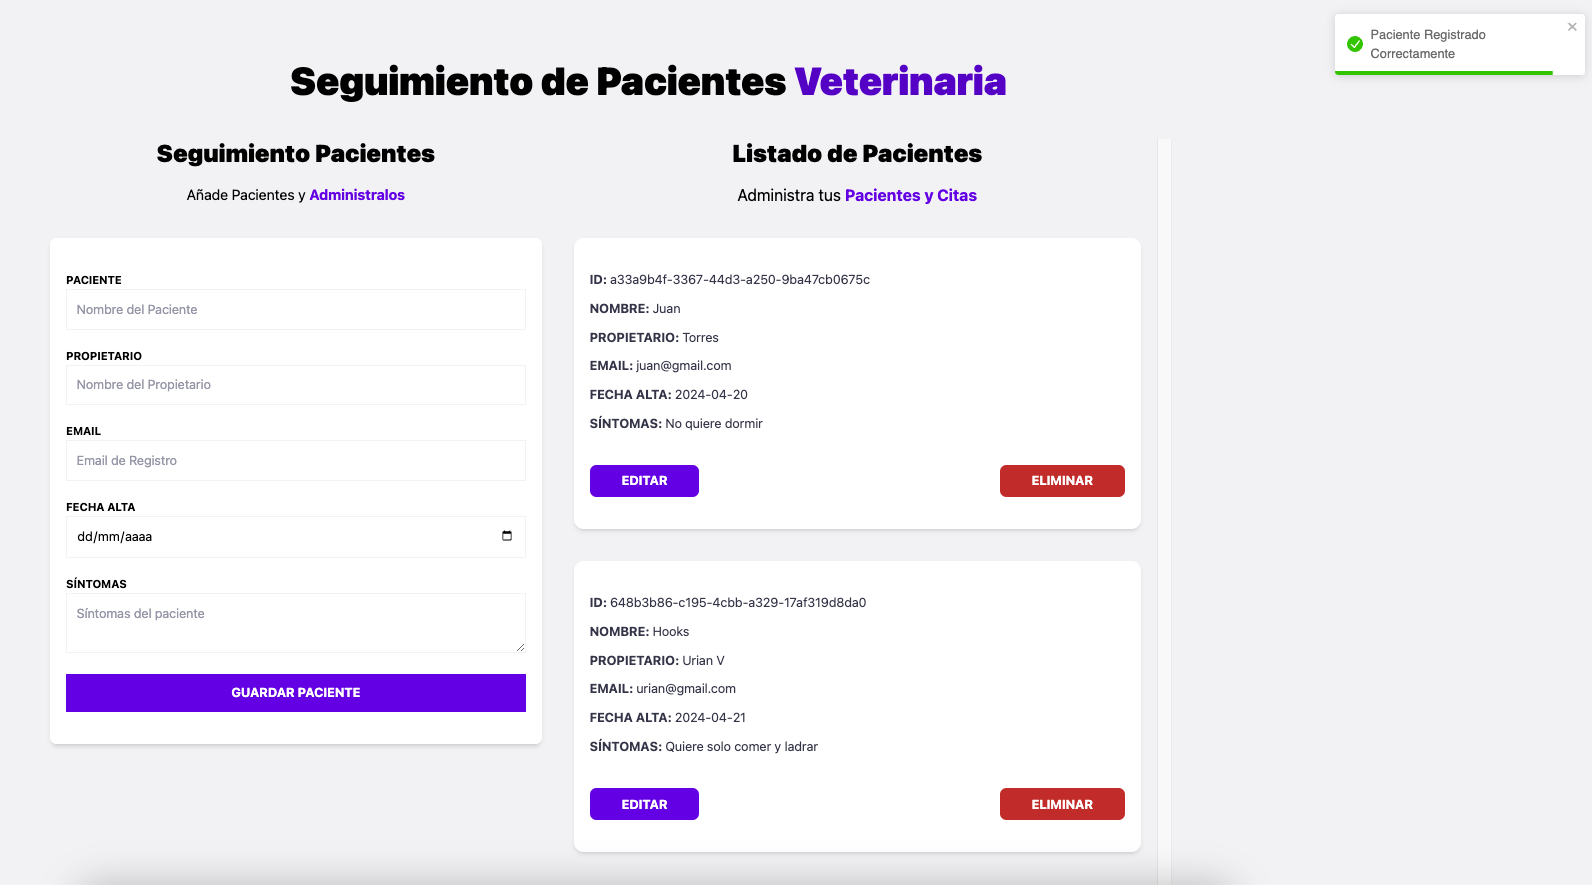 Paciente Registrado
Correctamente
Seguimiento de Pacientes Veterinaria
Seguimiento Pacientes
Añade Pacientes y Administralos
PACIENTE
Nombre del Paciente
PROPIETARIO
Nombre del Propietario
EMAIL
Email de Registro
FECHA ALTA
dd/mm/aaaa
SÍNTOMAS
Síntomas del paciente
GUARDAR PACIENTE
Listado de Pacientes
Administra tus Pacientes y Citas
ID: a33a9b4f-3367-44d3-a250-9ba47cb0675c
NOMBRE: Juan
PROPIETARIO: Torres
EMAIL: juan@gmail.com
FECHA ALTA: 2024-04-20
SÍNTOMAS: No quiere dormir
EDITAR
ELIMINAR
ID: 648b3b86-c195-4cbb-a329-17af319d8da0
NOMBRE: Hooks
PROPIETARIO: Urian V
EMAIL: urian@gmail.com
FECHA ALTA: 2024-04-21
SÍNTOMAS: Quiere solo comer y ladrar
EDITAR
ELIMINAR